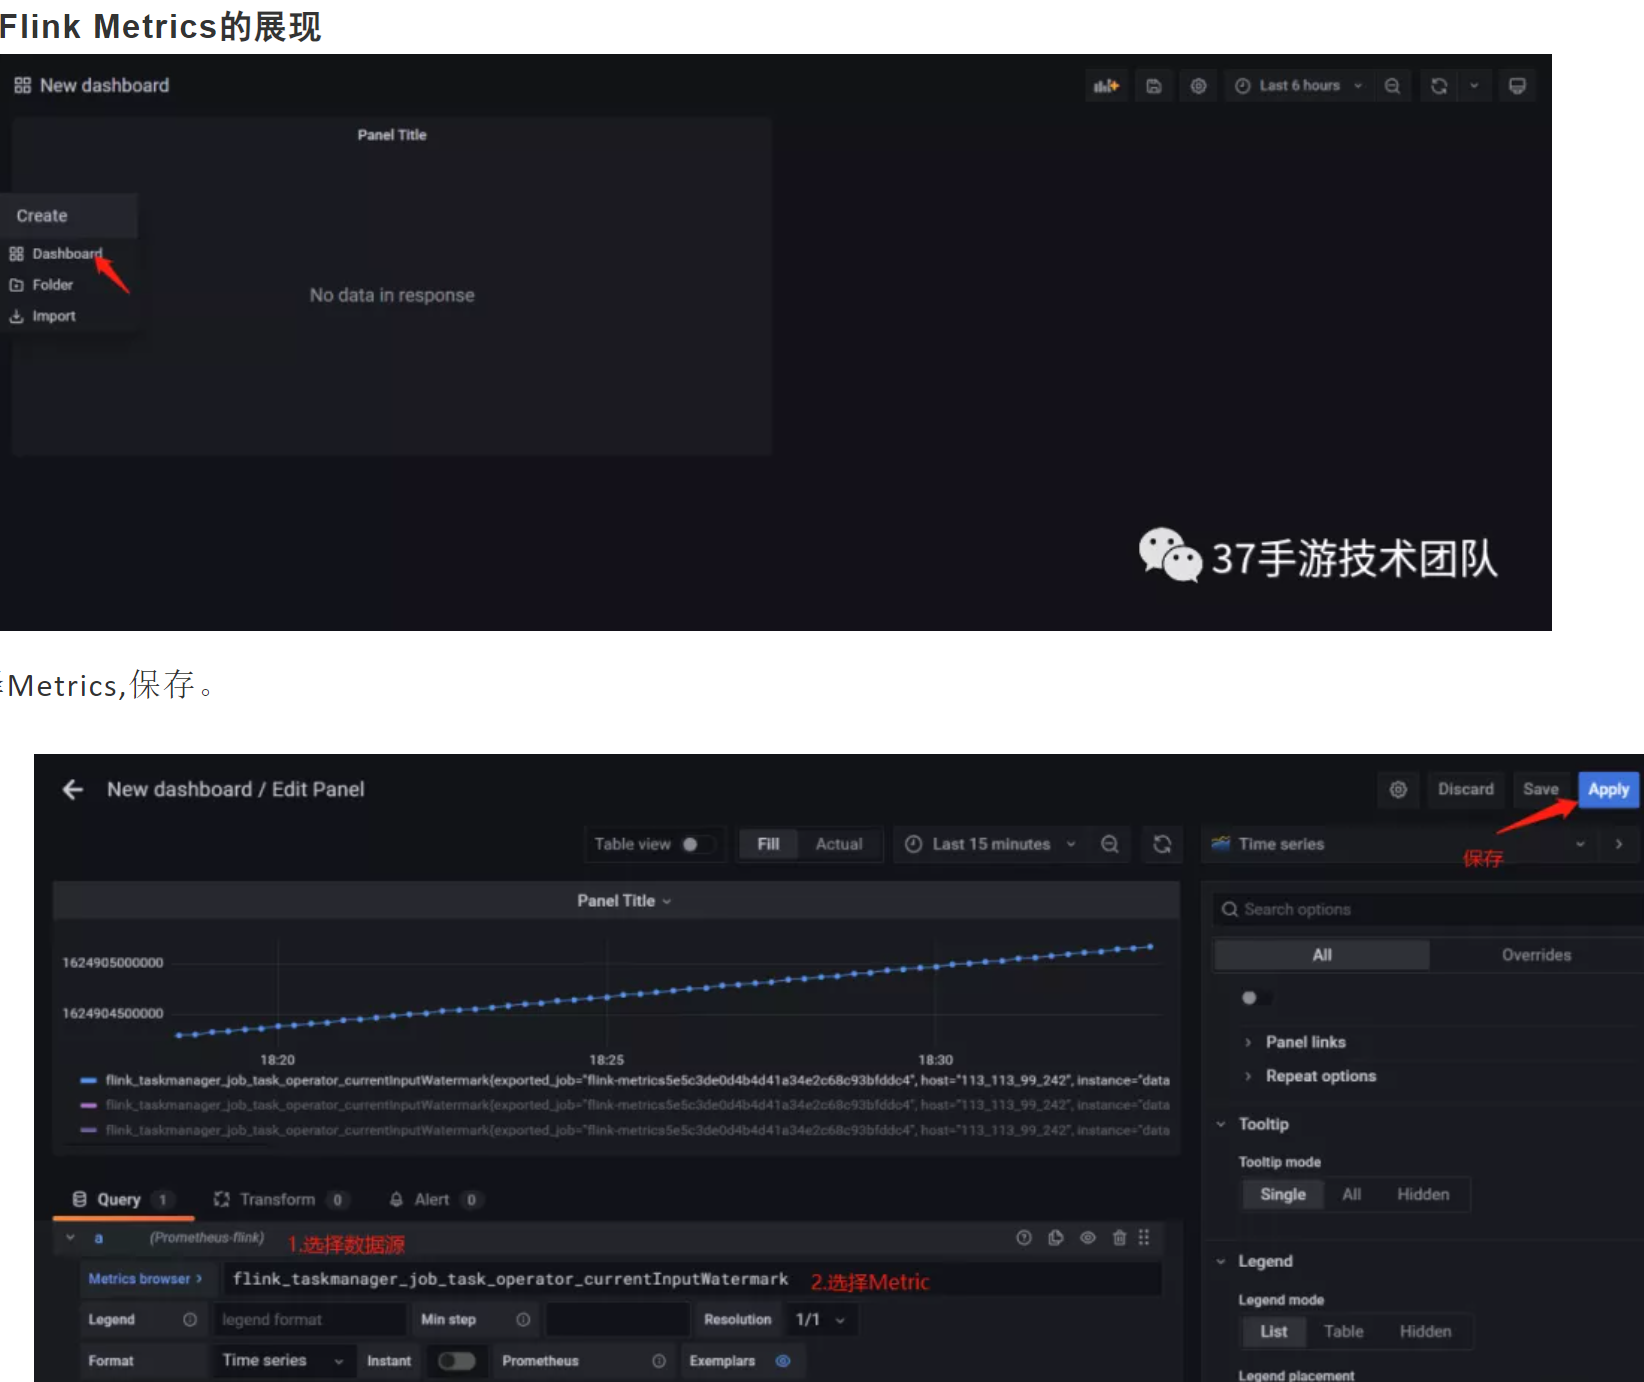 Flink Metrics的展现
New dashboard
Last 6 hours
Panel Title
Create
Dashboard
Folder
Import
No data in response
37手游技术团队
Metrics,保存。
New dashboard / Edit Panel
Discard
Save
Apply
Table view
Fill
Actual
Last 15 minutes
Time series
保存
Panel Title
Search options
All
Overrides
1624905000000
1624904500000
18:20
18:25
18:30
flink_taskmanager_job_task_operator_currentInputWatermark{exported_job="flink-metrics5e5c3de0d4b4d41a34e2c68c93bfddc4", host="113_113_99_242", instance="data
flink_taskmanager_job_task_operator_currentInputWatermark{exported_job="flink-metrics5e5c3de0d4b4d41a34e2c68c93bfddc4", host="113_113_99_242", instance="data
flink_taskmanager_job_task_operator_currentInputWatermark{exported_job="flink-metrics5e5c3de0d4b4d41a34e2c68c93bfddc4", host="113_113_99_242", instance="data
Panel links
Repeat options
Tooltip
Tooltip mode
Single
All
Hidden
Query 1
Transform 0
Alert 0
a
(Prometheus-flink)
1.选择数据源
Metrics browser >
flink_taskmanager_job_task_operator_currentInputWatermark
2.选择Metric
Legend
legend format
Min step
Resolution
1/1
Format
Time series
Instant
Prometheus
Exemplars
Legend
Legend mode
List
Table
Hidden
Legend placement